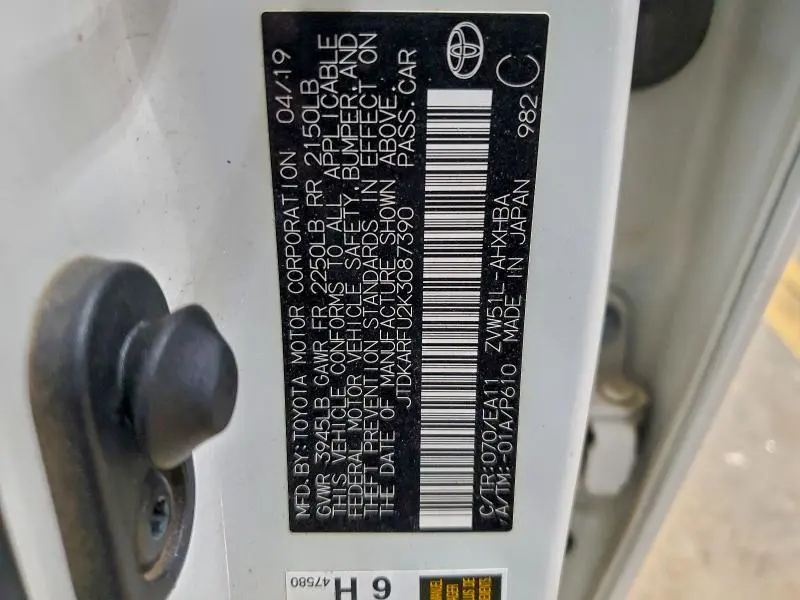 MFD. BY: TOYOTA MOTOR CORPORATION 04/19
GVWR 3945LB GAWR FR 2250LB RR 2150LB
THIS VEHICLE CONFORMS TO ALL APPLICABLE
FEDERAL MOTOR VEHICLE SAFETY, BUMPER, AND
THEFT PREVENTION STANDARDS IN EFFECT ON
THE DATE OF MANUFACTURE SHOWN ABOVE.
JTDKARFU2K3087390 PASS. CAR
C/TR:070/EA11 ZVW51L-AHXHBA
A/TM:-01A/P610 MADE IN JAPAN 982 C
47580
6 H